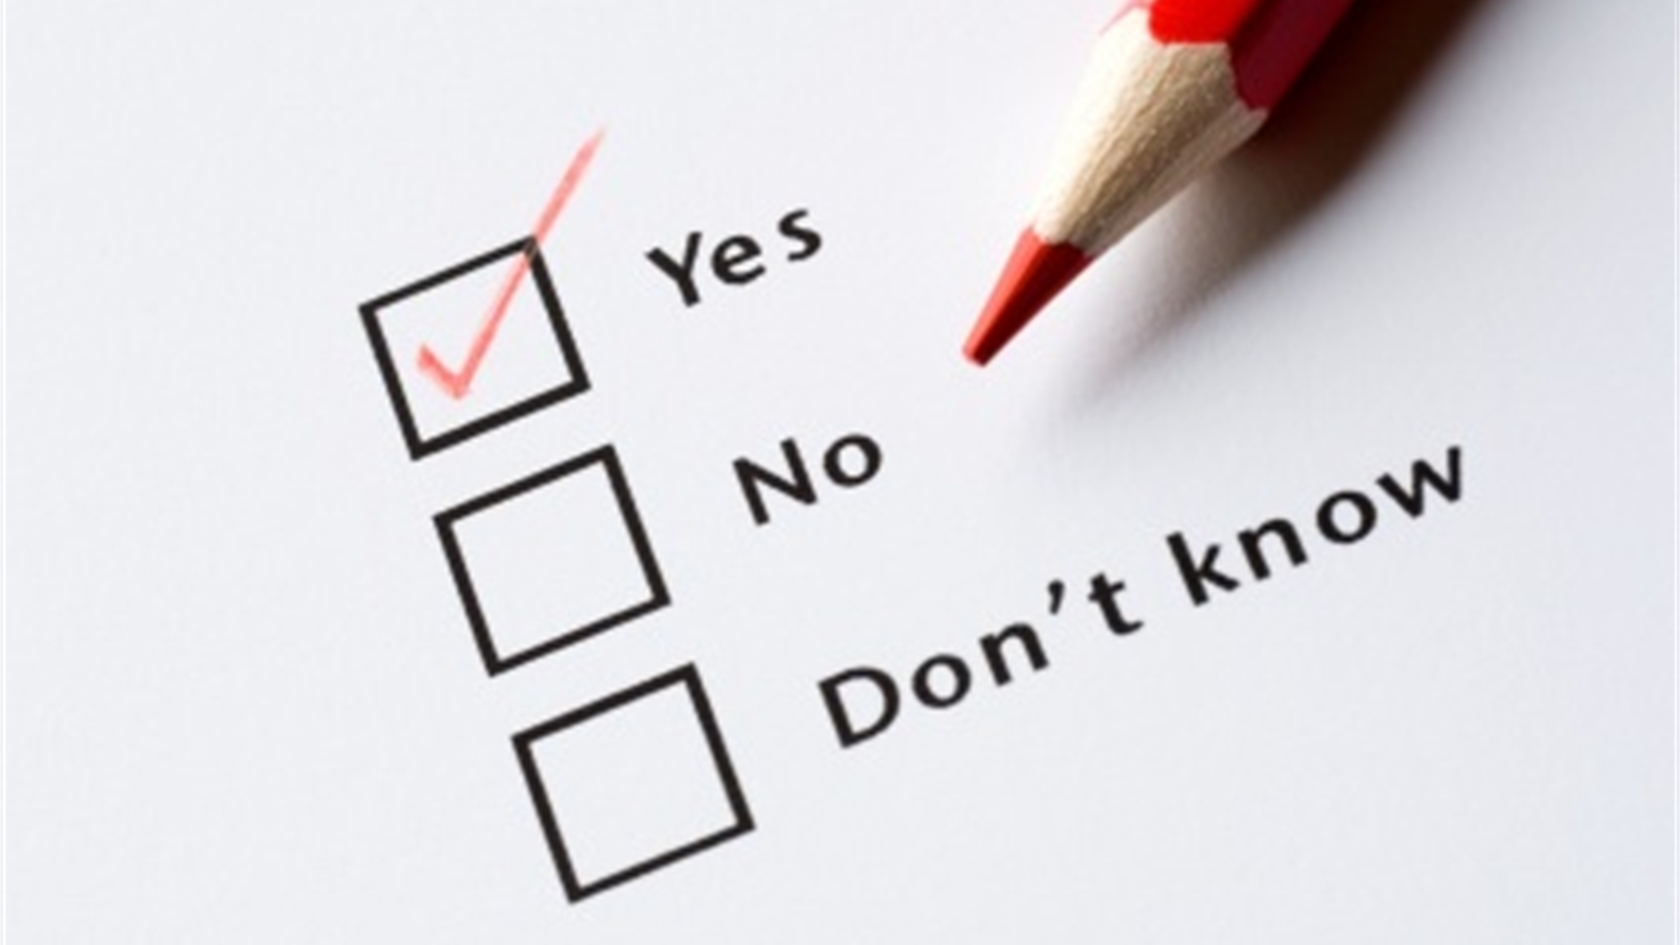 Yes
No
Don't know